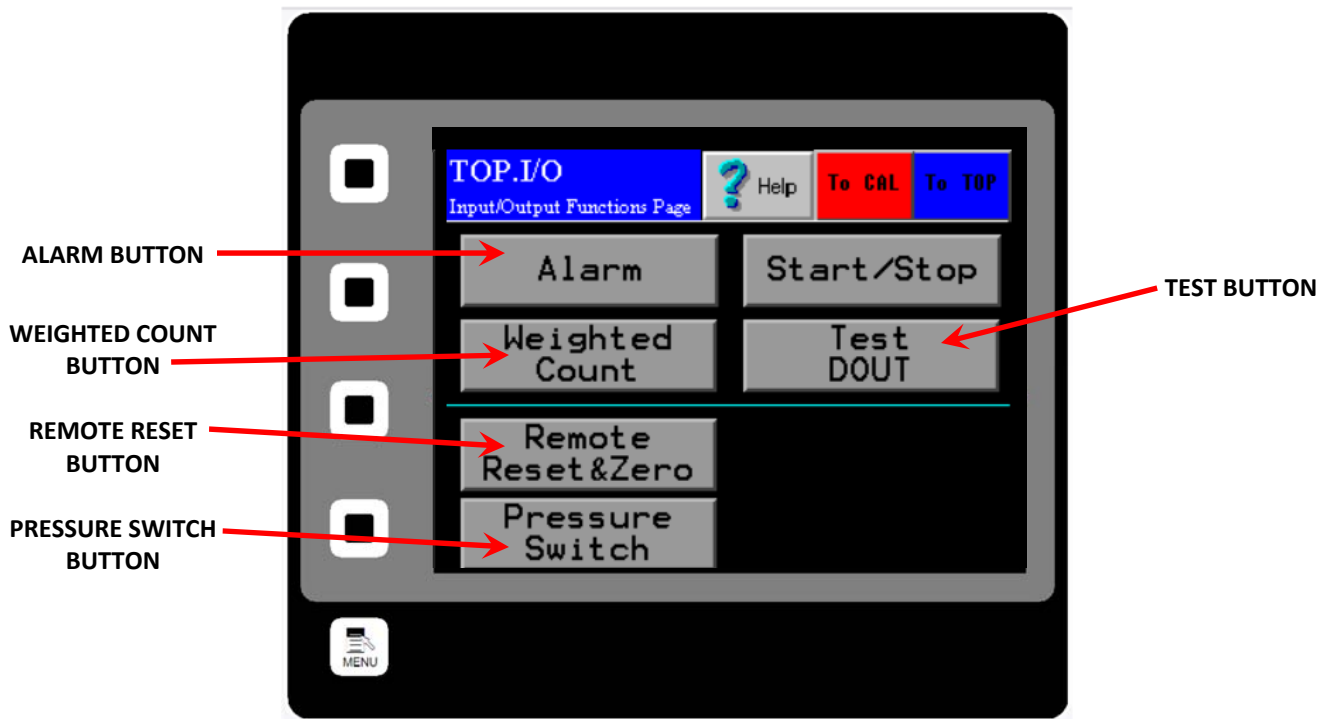 TOP.I/O
Input/Output Functions Page
? Help
To CAL
To TOP
ALARM BUTTON
Alarm
Start/Stop
TEST BUTTON
WEIGHTED COUNT
BUTTON
Weighted
Count
Test
DOUT
REMOTE RESET
BUTTON
Remote
Reset&Zero
PRESSURE SWITCH
BUTTON
Pressure
Switch
MENU